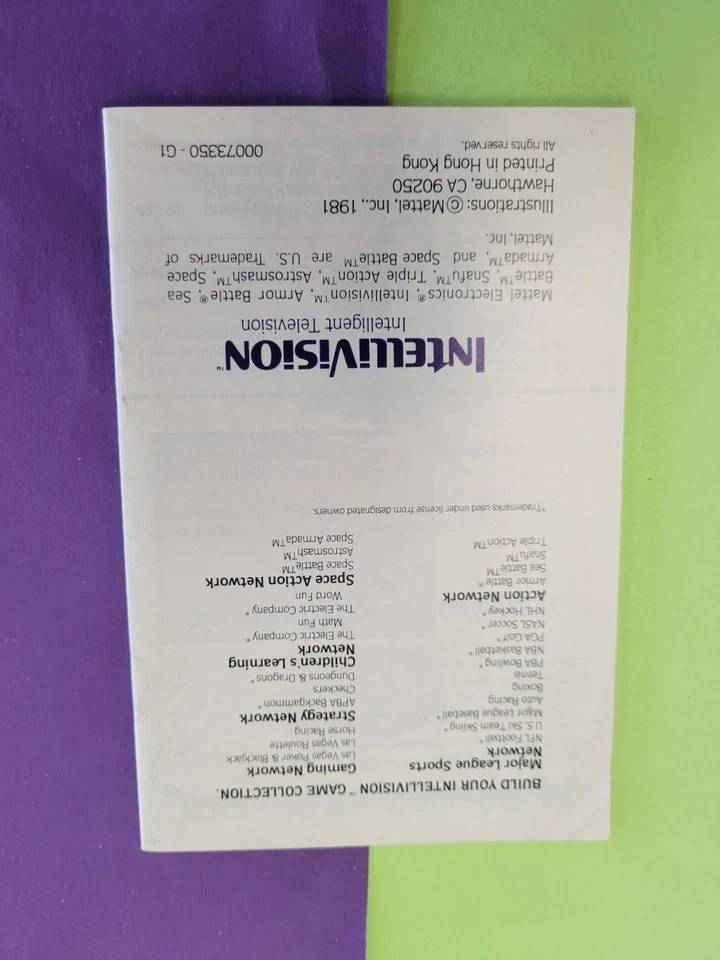 BUILD YOUR INTELLIVISION™ GAME COLLECTION.
Major League Sports
Network
NFL Football*
U.S. Ski Team Skiing*
Major League Baseball*
Auto Racing
Boxing
Tennis
PBA Bowling*
NBA Basketball*
PGA Golf*
NASL Soccer*
NHL Hockey*
Action Network
Armor Battle®
Sea Battle™
Snafu™
Triple Action™
Gaming Network
Las Vegas Poker & Blackjack
Las Vegas Roulette
Horse Racing
Strategy Network
APBA Backgammon*
Checkers
Dungeons & Dragons*
Children's Learning
Network
The Electric Company*
Math Fun
The Electric Company*
Word Fun
Space Action Network
Space Battle™
Astrosmash™
Space Armada™
*Trademarks used under license from designated owners.
INTELLIVISION™
Intelligent Television
Mattel Electronics®, Intellivision™, Armor Battle®, Sea
Battle™, Snafu™, Triple Action™, Astrosmash™, Space
Armada™, and Space Battle™ are U.S. Trademarks of
Mattel, Inc.
Illustrations: © Mattel, Inc., 1981
Hawthorne, CA 90250
Printed in Hong Kong
All rights reserved.
00073350 - G1